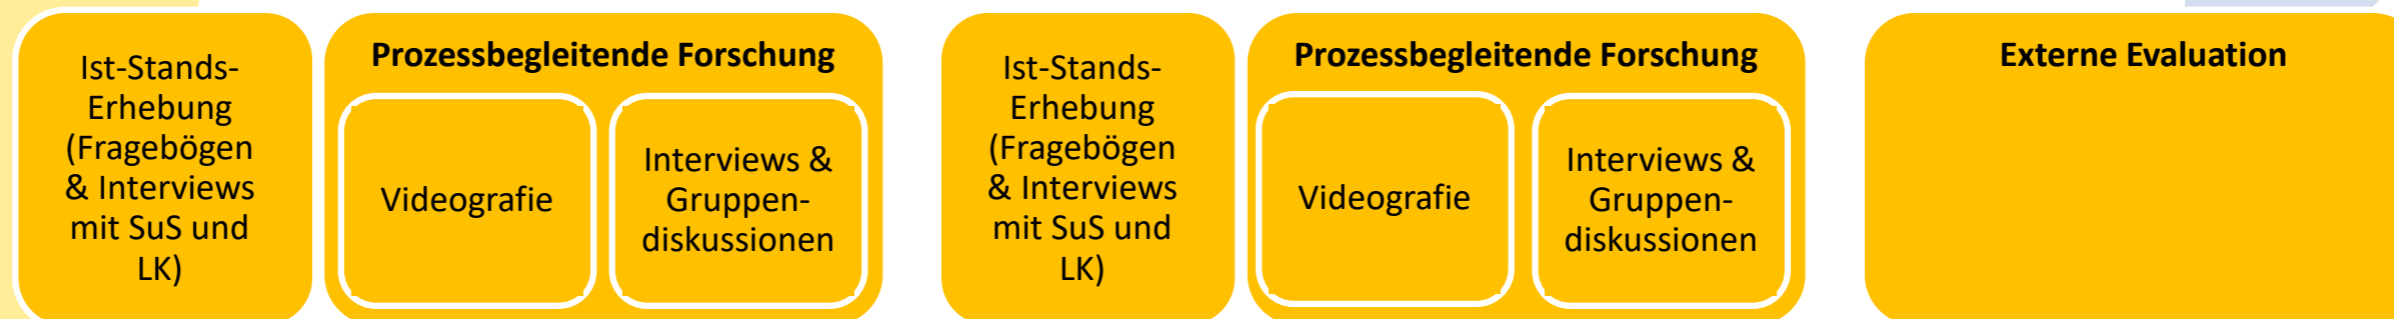 Ist-Stands-
Erhebung
(Fragebögen
& Interviews
mit SuS und
LK)
Prozessbegleitende Forschung
Videografie
Interviews &
Gruppen-
diskussionen
Ist-Stands-
Erhebung
(Fragebögen
& Interviews
mit SuS und
LK)
Prozessbegleitende Forschung
Videografie
Interviews &
Gruppen-
diskussionen
Externe Evaluation